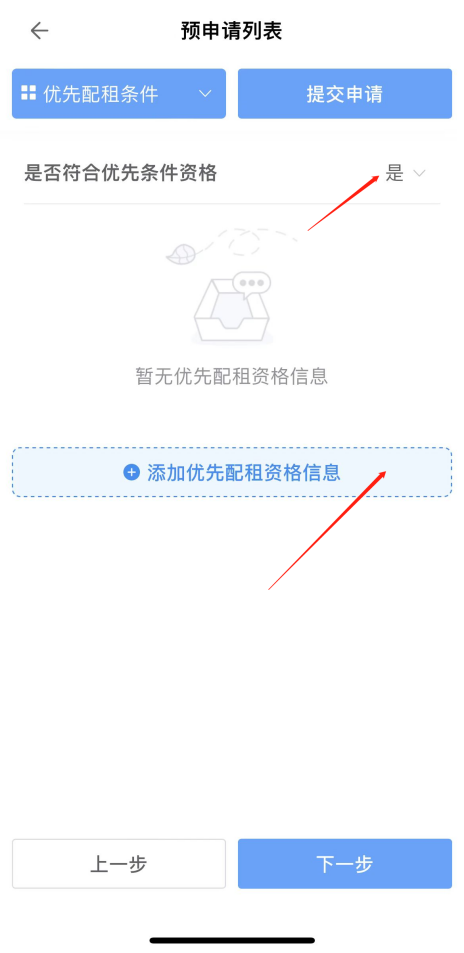 预申请列表
优先配租条件
提交申请
是否符合优先条件资格 是
暂无优先配租资格信息
添加优先配租资格信息
上一步
下一步